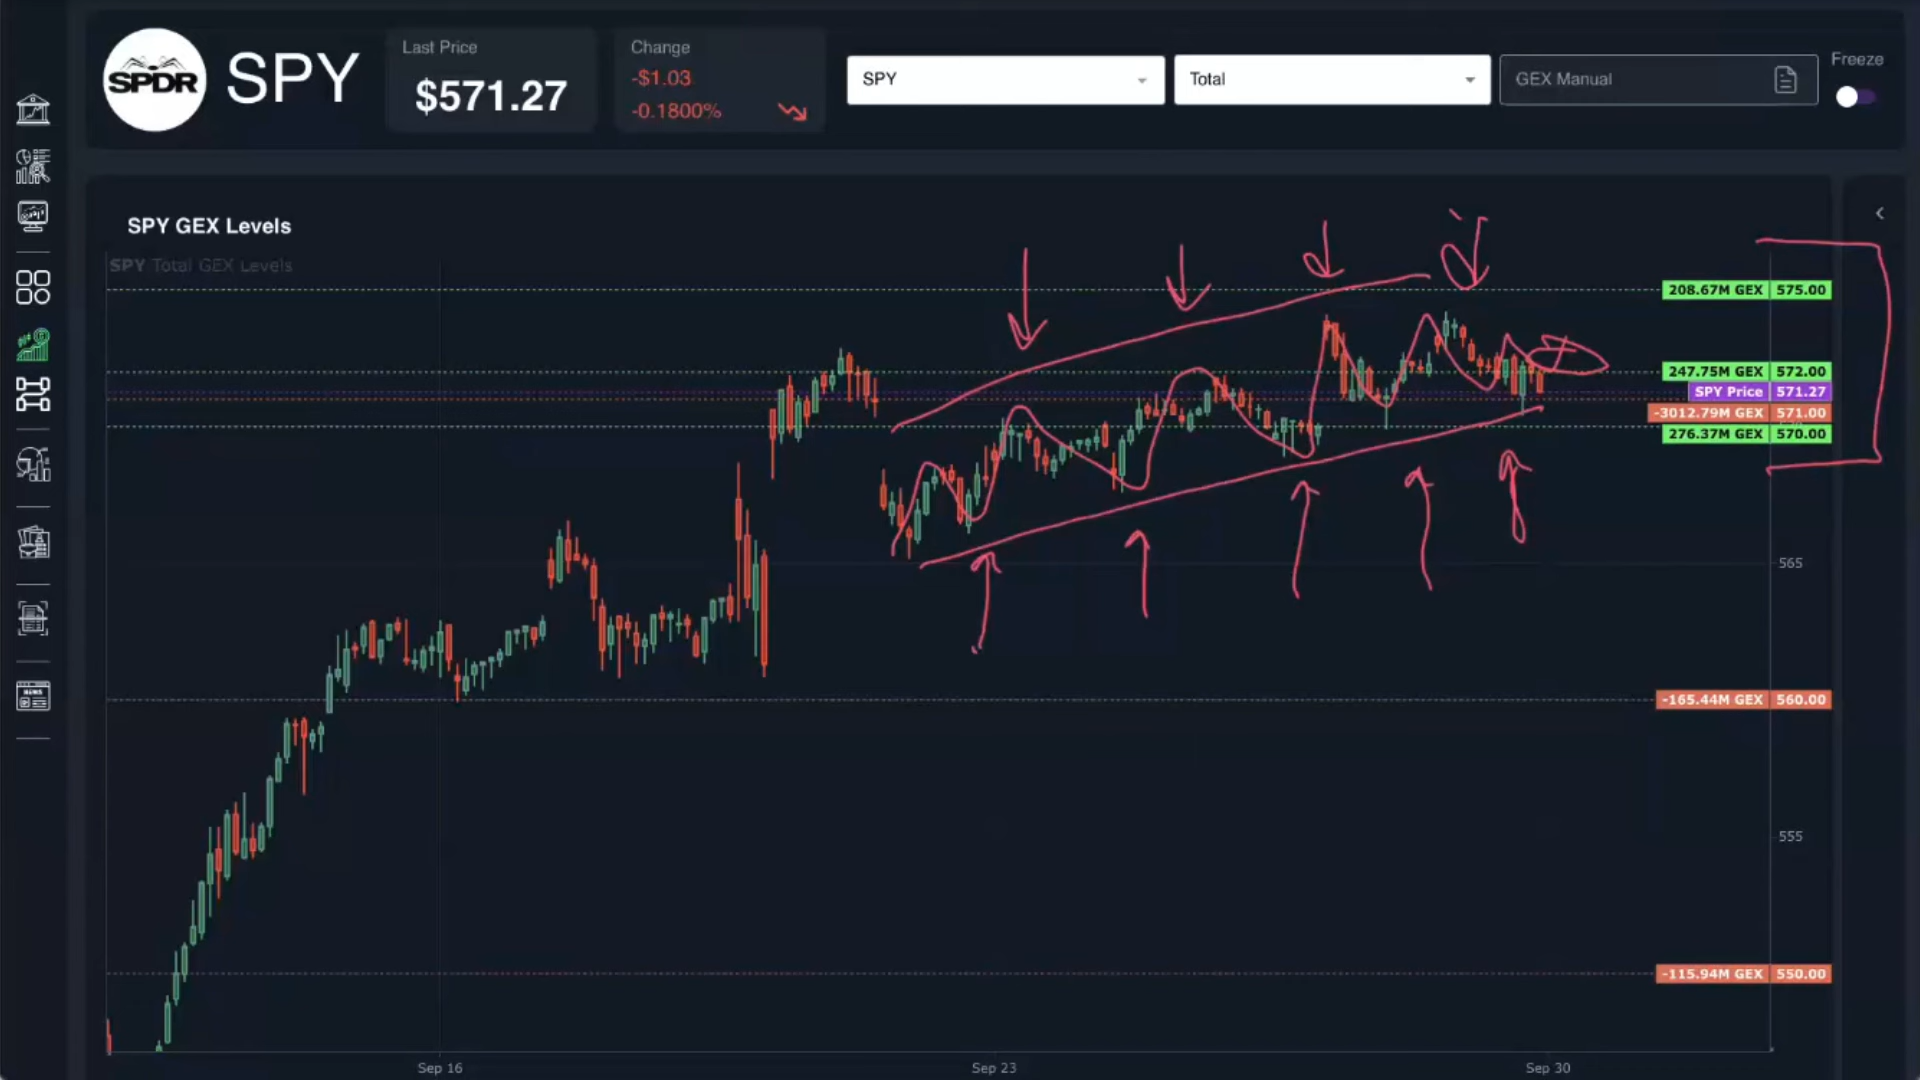 SPDR
SPY
Last Price
$571.27
Change
-$1.03
-0.1800%
SPY
Total
GEX Manual
Freeze
SPY GEX Levels
SPY Total GEX Levels
208.67M GEX 575.00
247.75M GEX 572.00
SPY Price 571.27
-3012.79M GEX 571.00
276.37M GEX 570.00
565
-165.44M GEX 560.00
555
-115.94M GEX 550.00
Sep 16
Sep 23
Sep 30
NEWS